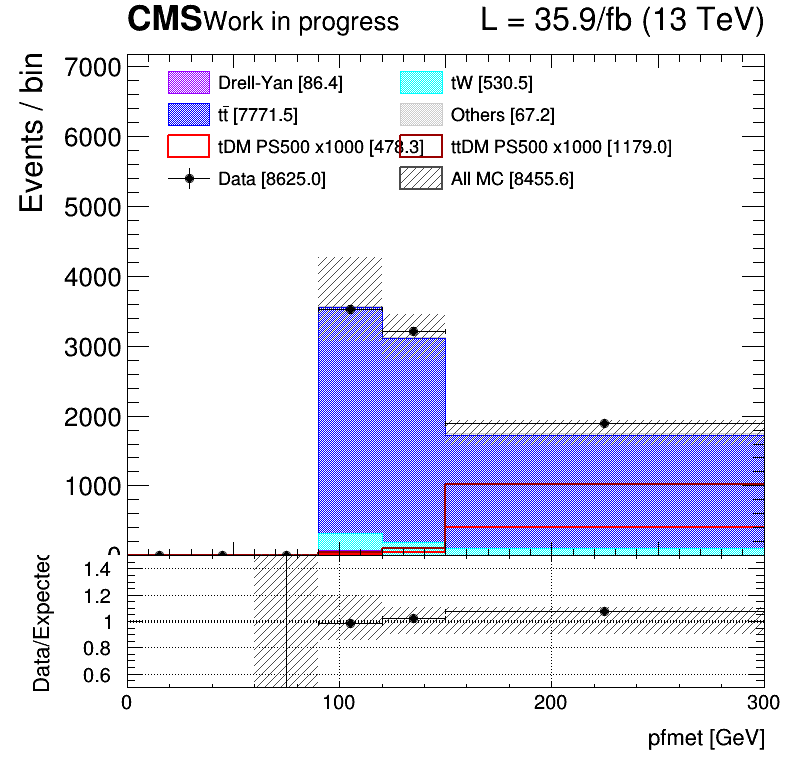 CMS Work in progress L = 35.9/fb (13 TeV)
Events / bin
7000
6000
5000
4000
3000
2000
1000
0
Drell-Yan [86.4] tW [530.5]
tt̄ [7771.5] Others [67.2]
tDM PS500 x1000 [478.3] ttDM PS500 x1000 [1179.0]
Data [8625.0] All MC [8455.6]
Data/Expected
1.4
1.2
1
0.8
0.6
0 100 200 300
pfmet [GeV]